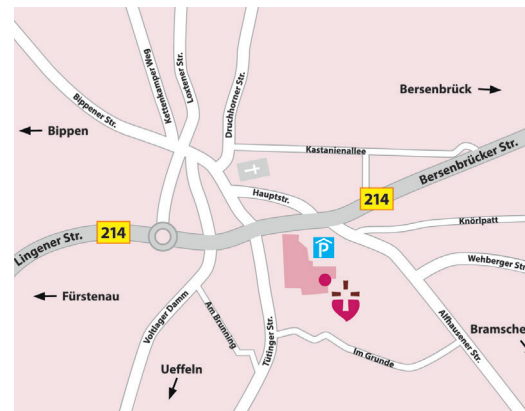 Kettenkamper Weg
Loxtener Str.
Bippener Str.
Druchhorner Str.
Bersenbrück
Bippen
Kastanienallee
Bersenbrücker Str.
Hauptstr.
214
Knörlpatt
214
Lingener Str.
P
Wehberger Str.
Fürstenau
Voltlager Damm
Am Brunning
Tütinger Str.
Alfhausener Str.
Bramsche
Im Grunde
Ueffeln